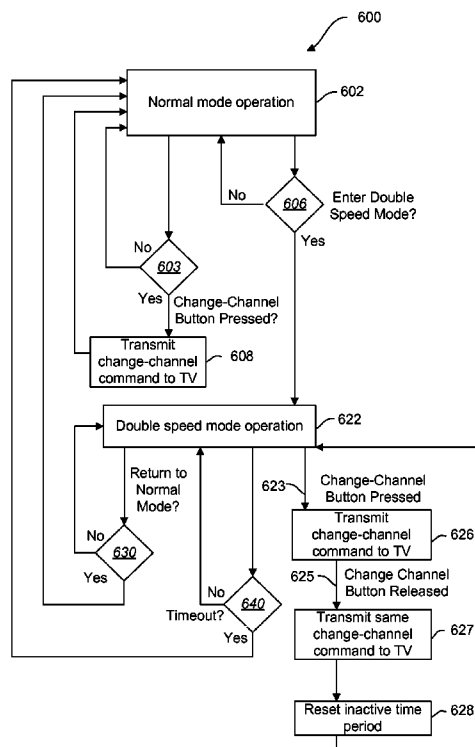 600
Normal mode operation
602
No
606
Enter Double
Speed Mode?
Yes
No
603
Yes
Change-Channel
Button Pressed?
Transmit
change-channel
command to TV
608
Double speed mode operation
622
Return to
Normal
Mode?
623
Change-Channel
Button Pressed
No
630
Yes
Transmit
change-channel
command to TV
626
No
Timeout?
640
Yes
625
Change Channel
Button Released
Transmit same
change-channel
command to TV
627
Reset inactive time
period
628